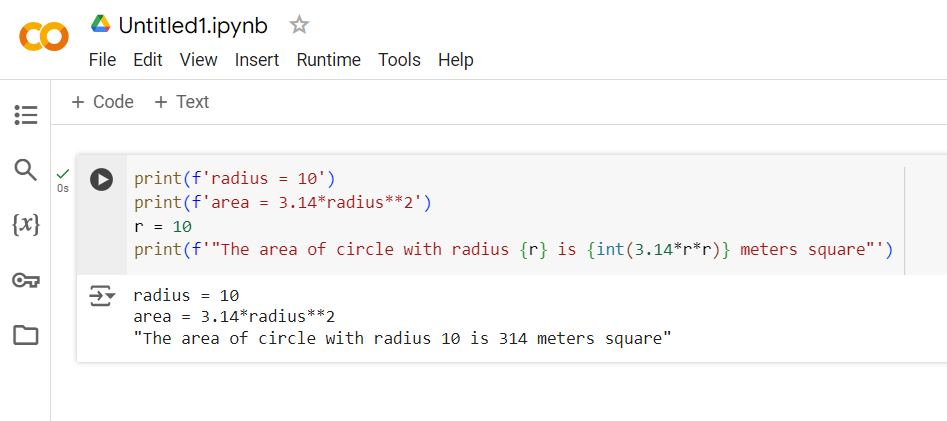 Untitled1.ipynb
File Edit View Insert Runtime Tools Help
+ Code + Text
{x}
0s
print(f'radius = 10')
print(f'area = 3.14*radius**2')
r = 10
print(f'"The area of circle with radius {r} is {int(3.14*r*r)} meters square"')
radius = 10
area = 3.14*radius**2
"The area of circle with radius 10 is 314 meters square"